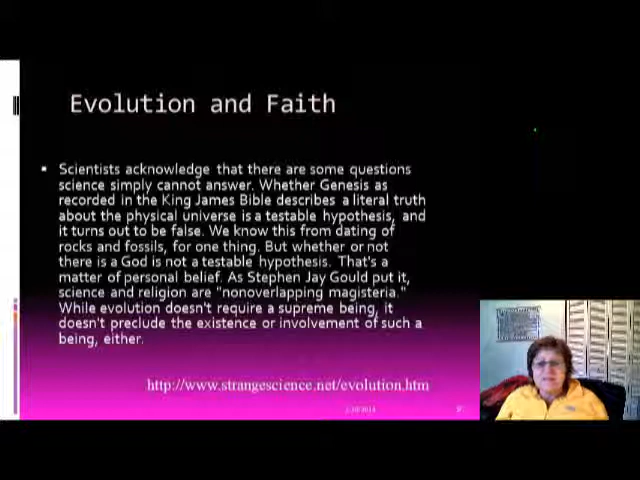 Evolution and Faith
Scientists acknowledge that there are some questions
science simply cannot answer. Whether Genesis as
recorded in the King James Bible describes a literal truth
about the physical universe is a testable hypothesis, and
it turns out to be false. We know this from dating of
rocks and fossils, for one thing. But whether or not
there is a God is not a testable hypothesis. That's a
matter of personal belief. As Stephen Jay Gould put it,
science and religion are "nonoverlapping magisteria."
While evolution doesn't require a supreme being, it
doesn't preclude the existence or involvement of such a
being, either.
http://www.strangescience.net/evolution.htm